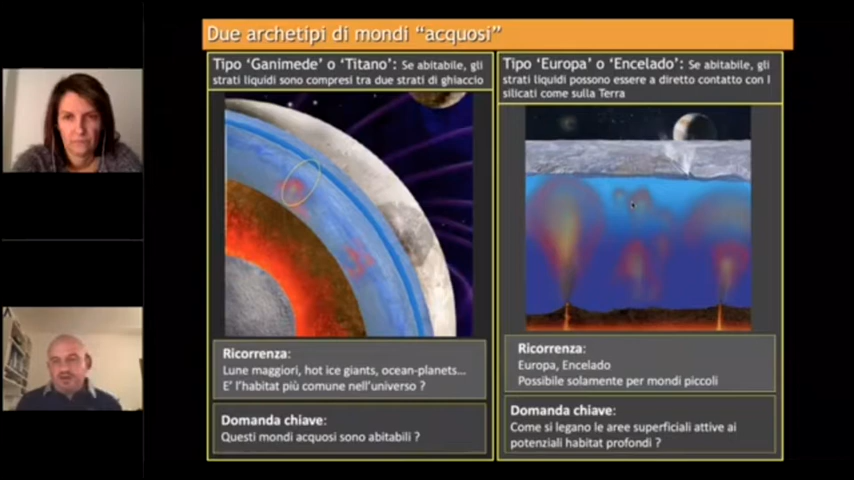 Due archetipi di mondi “acquosi”
Tipo ‘Ganimede’ o ‘Titano’: Se abitabile, gli
strati liquidi sono compresi tra due strati di ghiaccio
Ricorrenza:
Lune maggiori, hot ice giants, ocean-planets…
E’ l’habitat più comune nell’universo ?
Domanda chiave:
Questi mondi acquosi sono abitabili ?
Tipo ‘Europa’ o ‘Encelado’: Se abitabile, gli
strati liquidi possono essere a diretto contatto con I
silicati come sulla Terra
Ricorrenza:
Europa, Encelado
Possibile solamente per mondi piccoli
Domanda chiave:
Come si legano le aree superficiali attive ai
potenziali habitat profondi ?